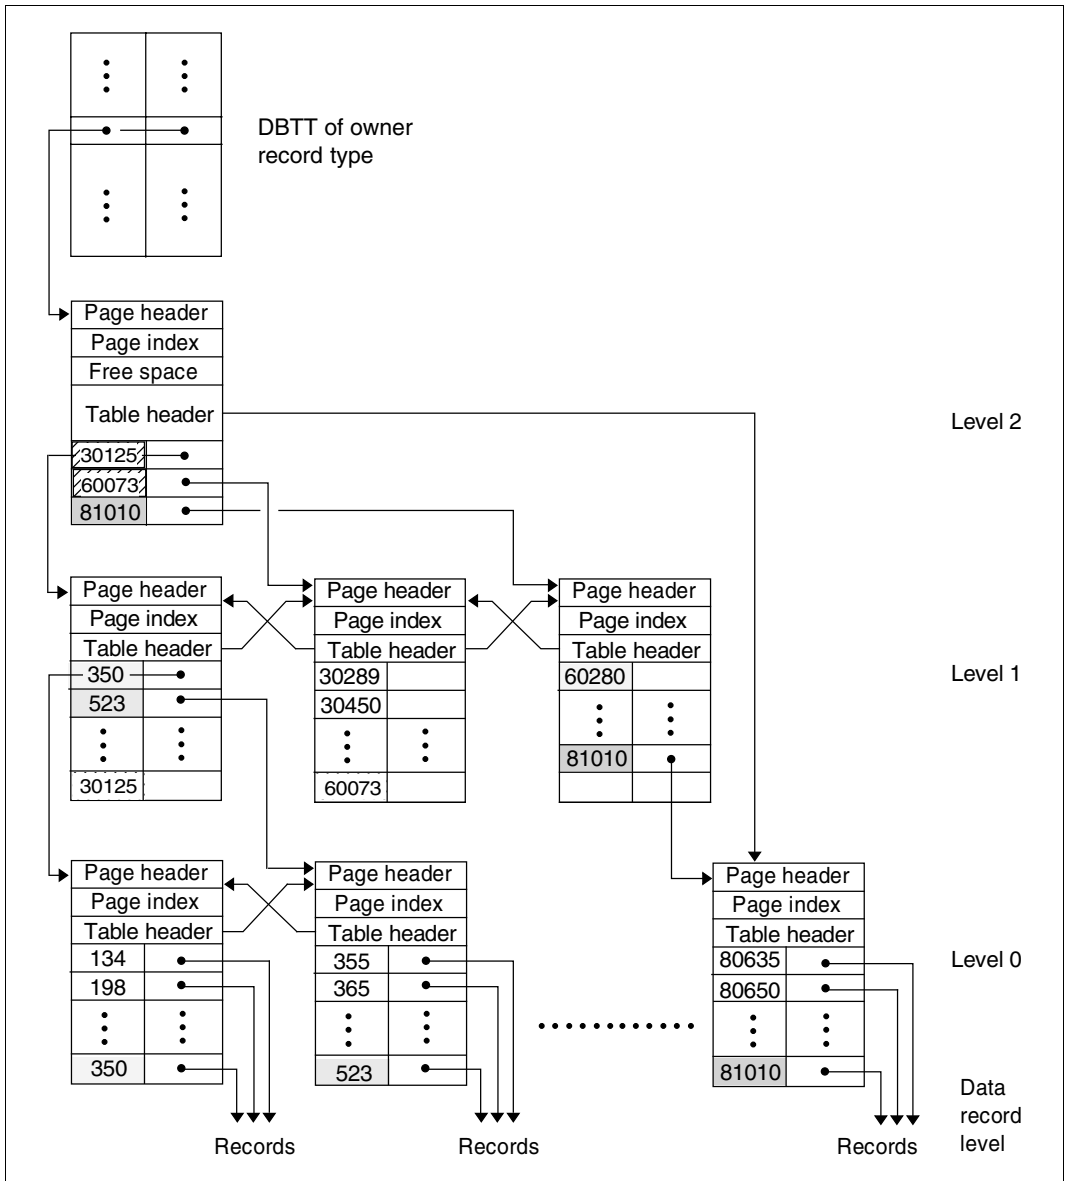 DBTT of owner
record type
Page header
Page index
Free space
Table header
Level 2
30125
60073
81010
Page header
Page index
Table header
350
523
30125
Page header
Page index
Table header
30289
30450
60073
Page header
Page index
Table header
60280
81010
Level 1
Page header
Page index
Table header
134
198
350
Records
Page header
Page index
Table header
355
365
523
Records
Page header
Page index
Table header
80635
80650
81010
Records
Level 0
Data
record
level